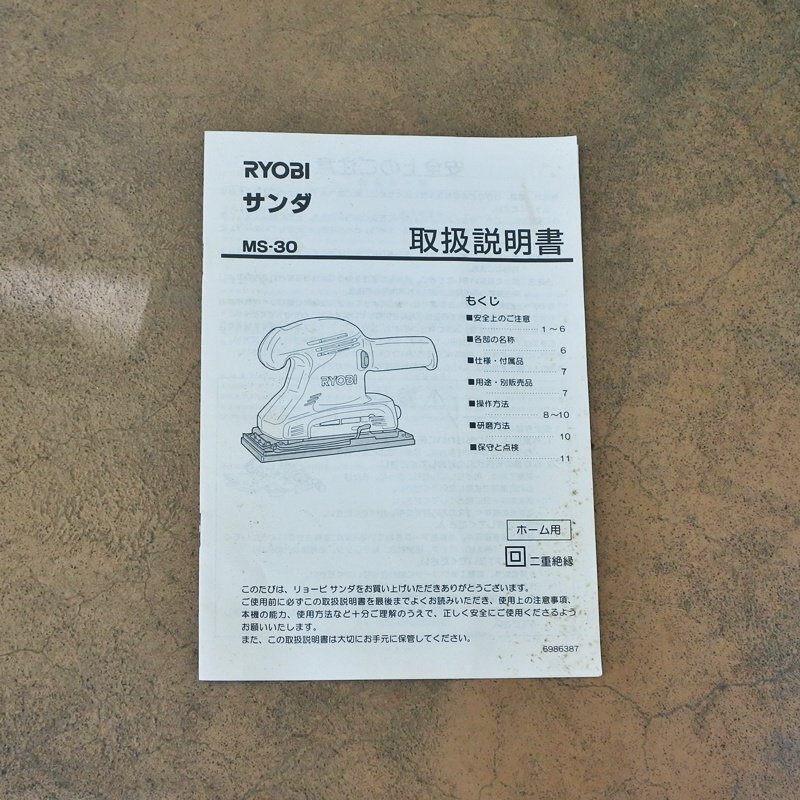 RYOBI
サンダ
MS-30
取扱説明書
もくじ
■安全上のご注意
1～6
■各部の名称
6
■仕様・付属品
7
■用途・別販売品
7
■操作方法
8～10
■研磨方法
10
■保守と点検
11
RYOBI
ホーム用
二重絶縁
このたびは、リョービ サンダをお買い上げいただきありがとうございます。
ご使用前に必ずこの取扱説明書を最後までよくお読みいただき、使用上の注意事項、
本機の能力、使用方法など十分ご理解のうえで、正しく安全にご使用くださるよう
お願いいたします。
また、この取扱説明書は大切にお手元に保管してください。
6986387